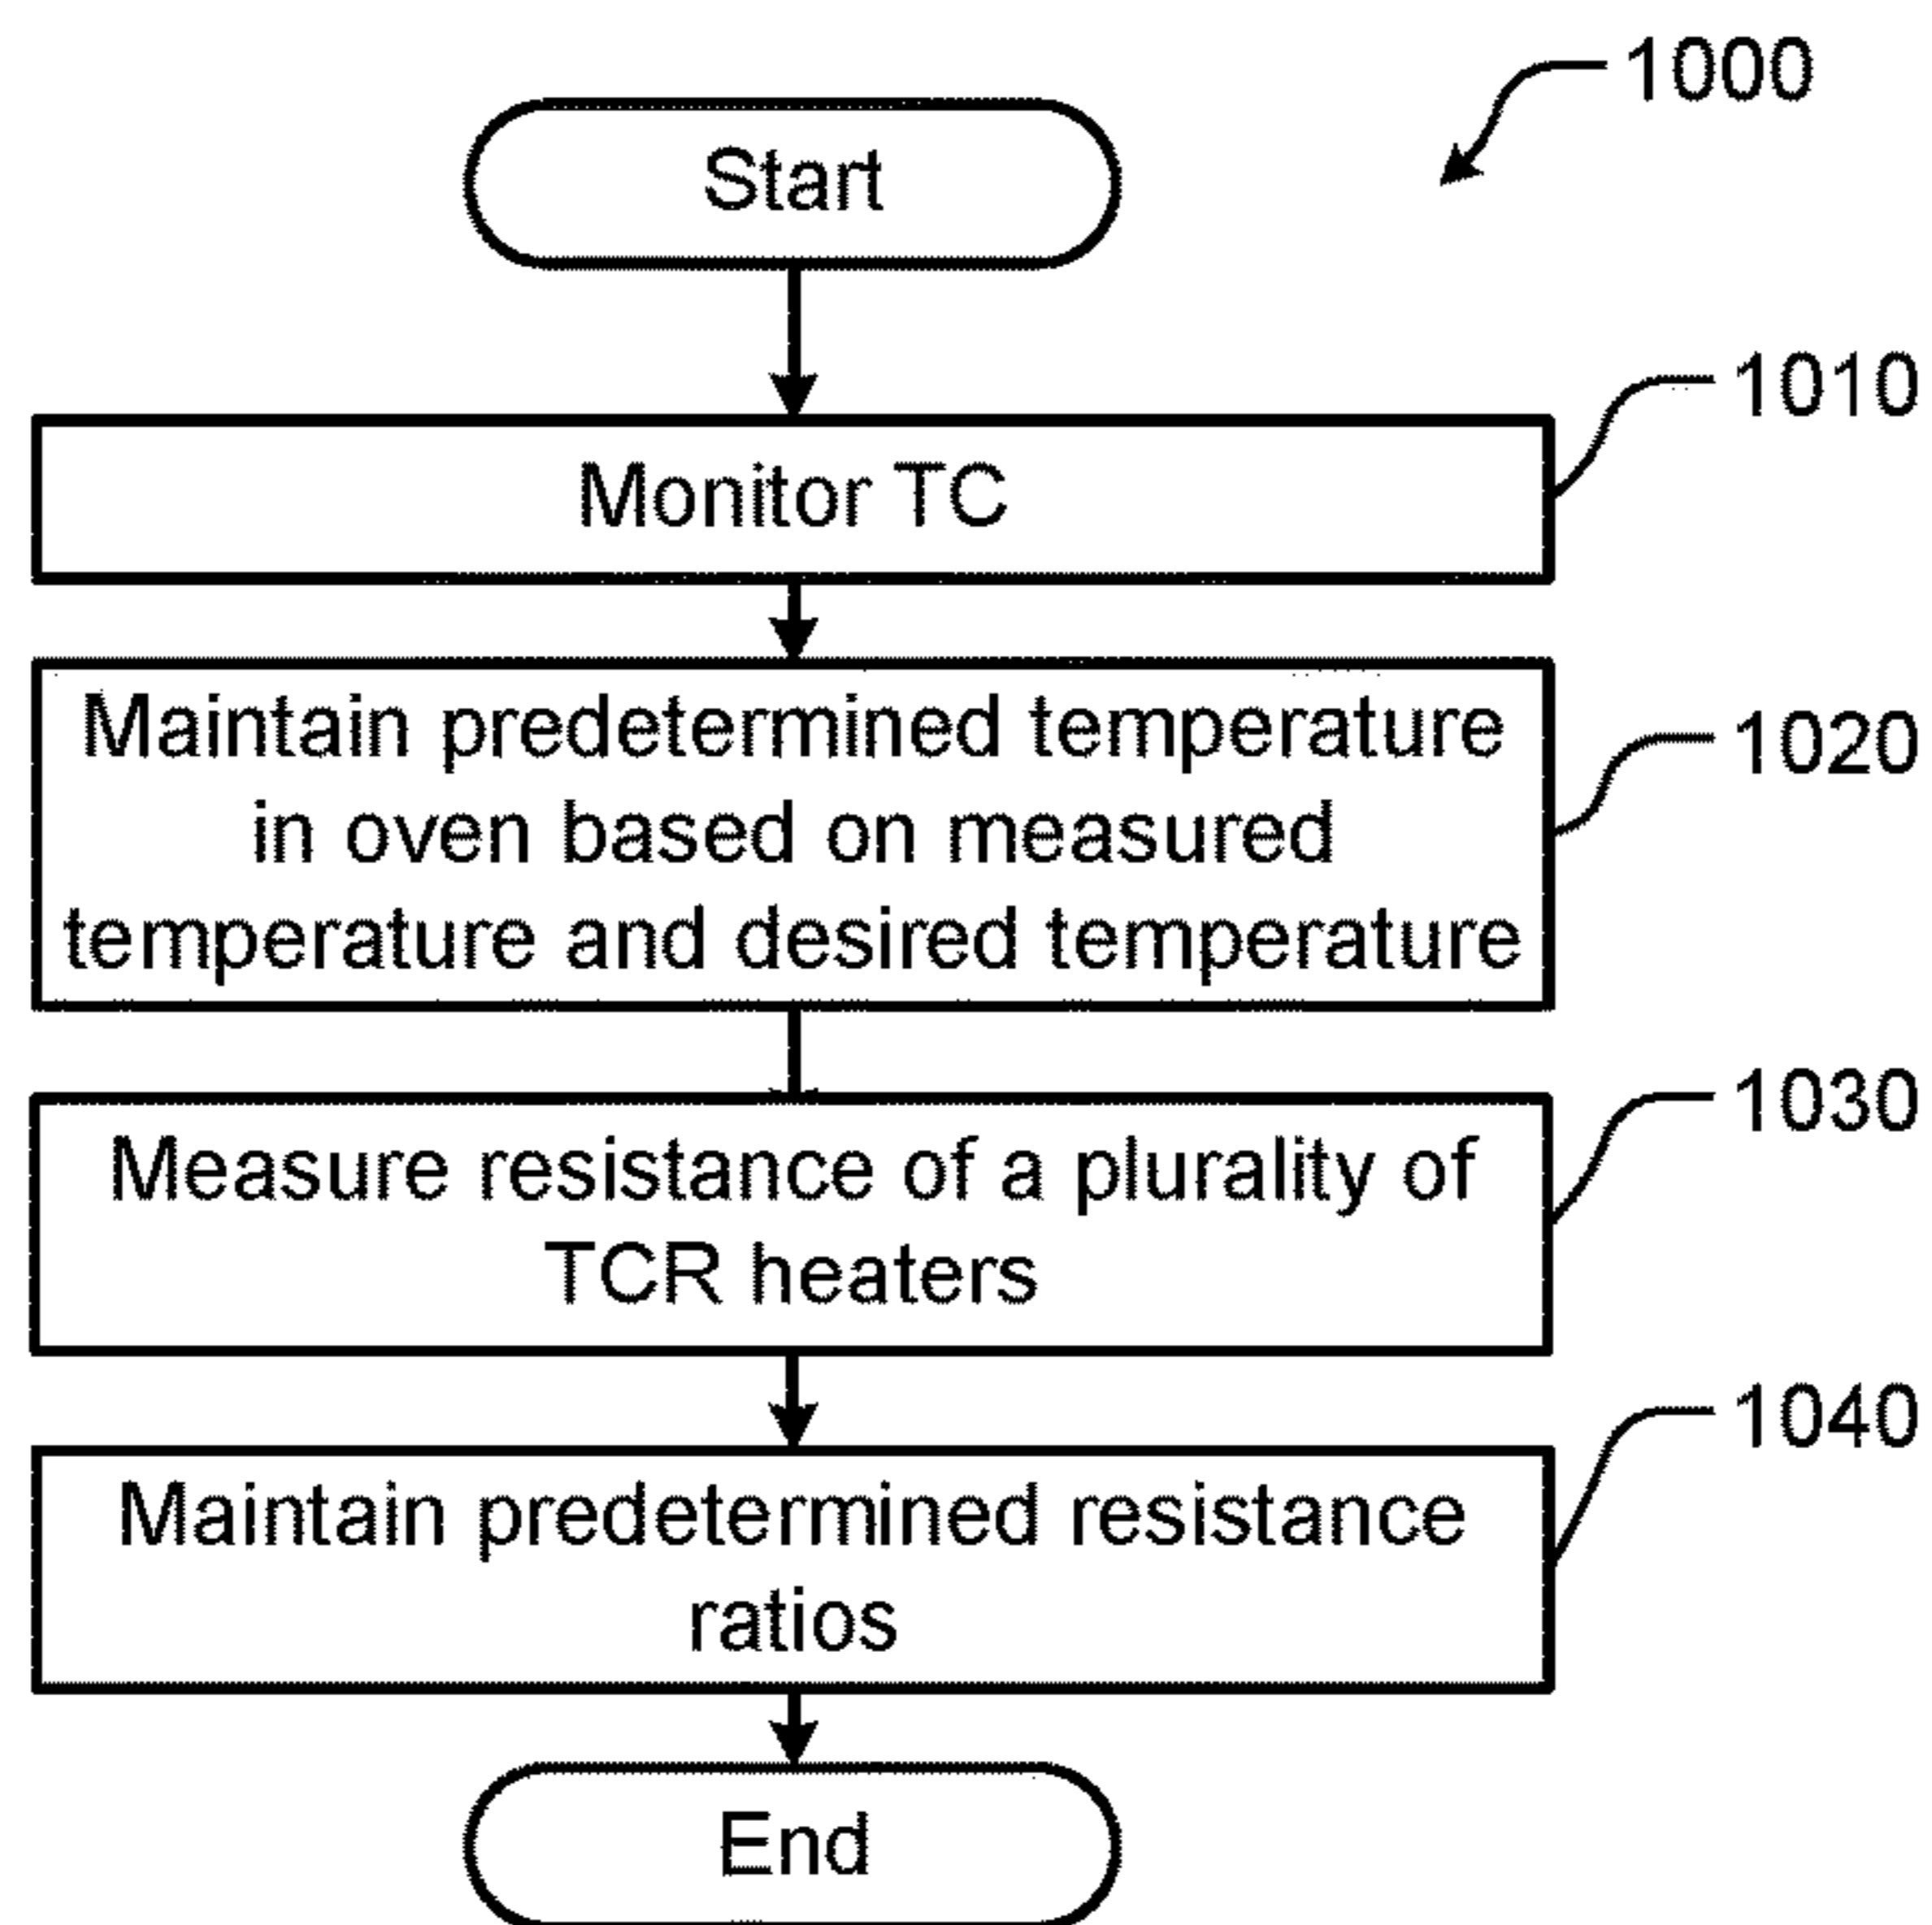 1000
Start
1010
Monitor TC
Maintain predetermined temperature
1020
in oven based on measured
temperature and desired temperature
1030
Measure resistance of a plurality of
TCR heaters
1040
Maintain predetermined resistance
ratios
End